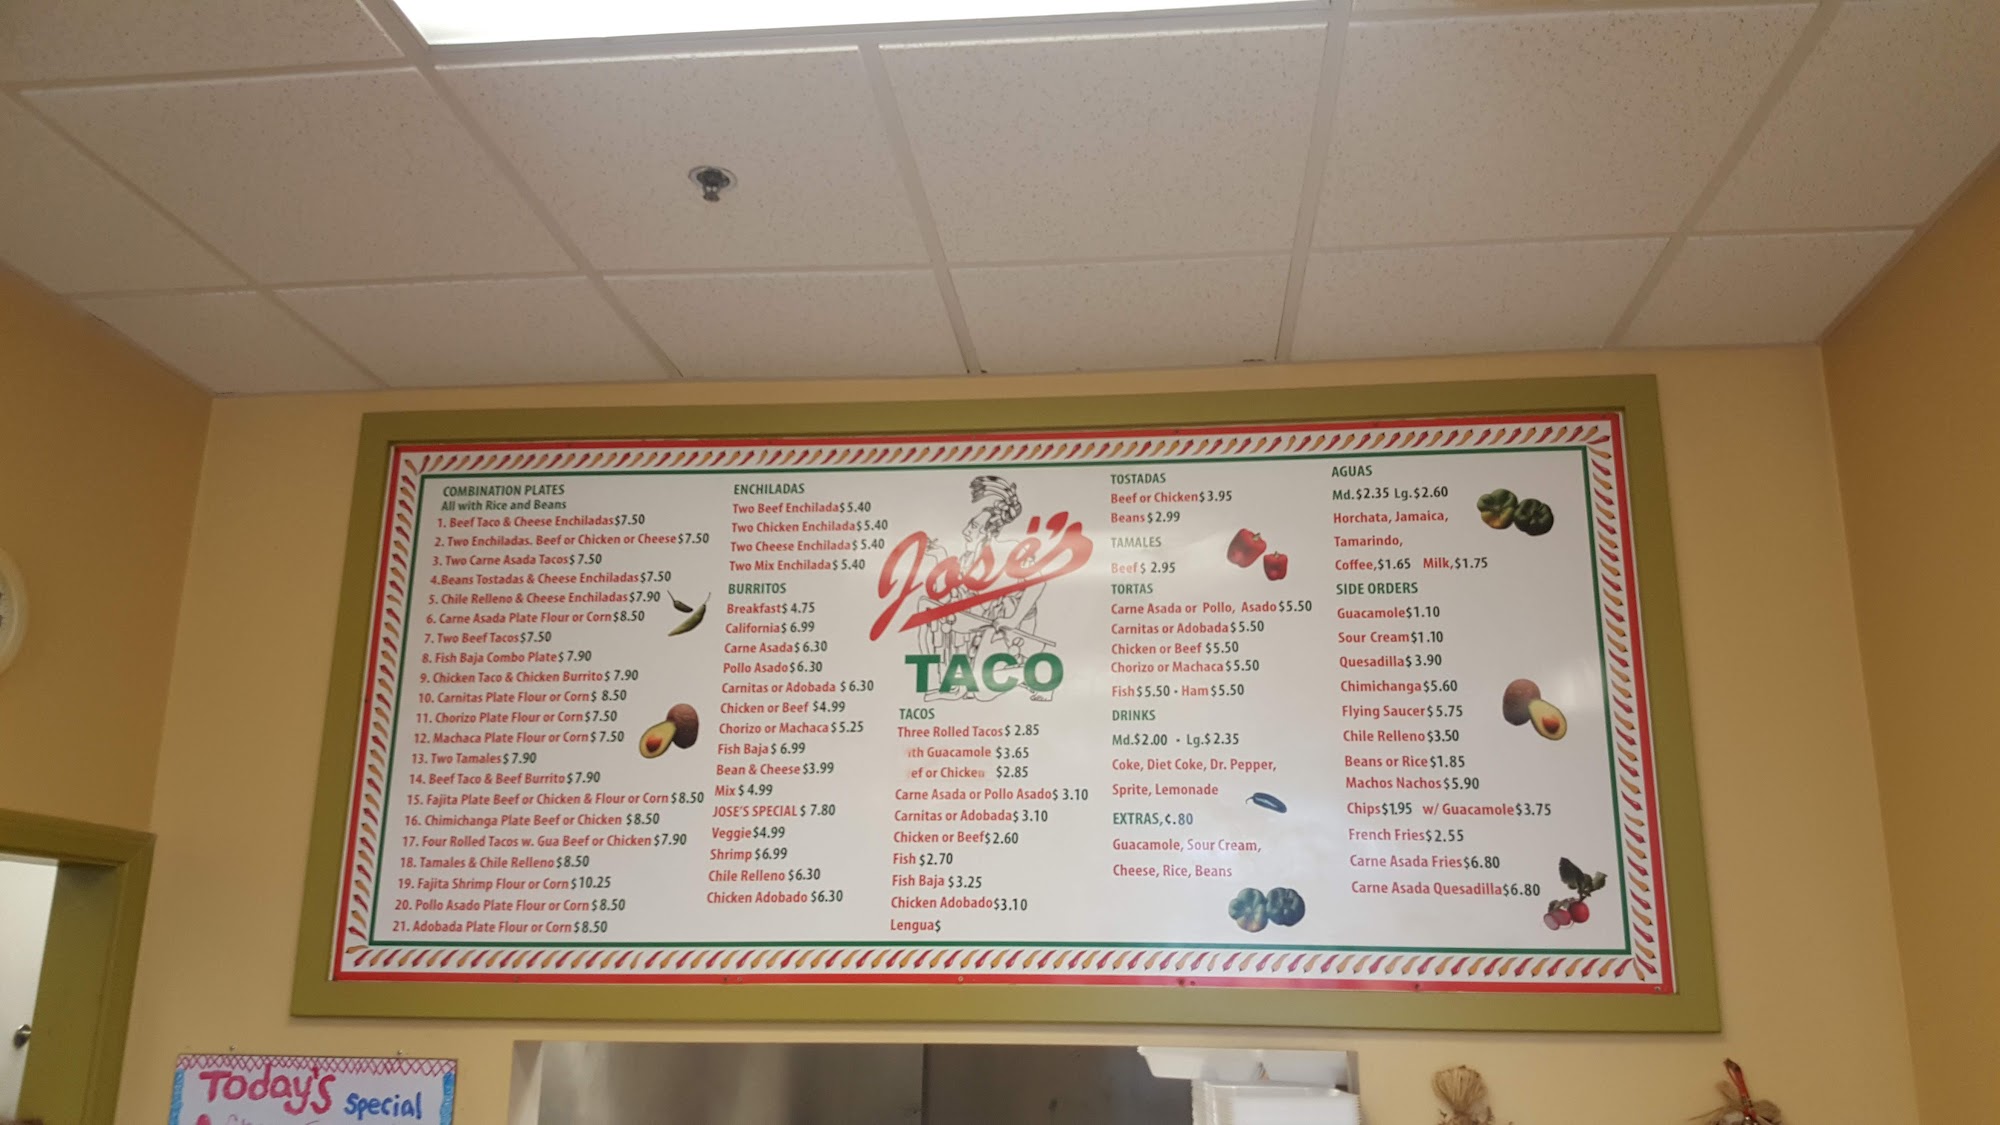 COMBINATION PLATES
All with Rice and Beans
1. Beef Taco & Cheese Enchiladas $7.50
2. Two Enchiladas. Beef or Chicken or Cheese $7.50
3. Two Carne Asada Tacos $7.50
4.Beans Tostadas & Cheese Enchiladas $7.50
5. Chile Relleno & Cheese Enchiladas $7.90
6. Carne Asada Plate Flour or Corn $8.50
7. Two Beef Tacos $7.50
8. Fish Baja Combo Plate $ 7.90
9. Chicken Taco & Chicken Burrito $ 7.90
10. Carnitas Plate Flour or Corn $ 8.50
11. Chorizo Plate Flour or Corn $7.50
12. Machaca Plate Flour or Corn $ 7.50
13. Two Tamales $ 7.90
14. Beef Taco & Beef Burrito $ 7.90
15. Fajita Plate Beef or Chicken & Flour or Corn $8.50
16. Chimichanga Plate Beef or Chicken $8.50
17. Four Rolled Tacos w. Gua Beef or Chicken $7.90
18. Tamales & Chile Relleno $8.50
19. Fajita Shrimp Flour or Corn $10.25
20. Pollo Asado Plate Flour or Corn $8.50
21. Adobada Plate Flour or Corn $8.50
ENCHILADAS
Two Beef Enchilada $ 5.40
Two Chicken Enchilada $ 5.40
Two Cheese Enchilada $ 5.40
Two Mix Enchilada $ 5.40
BURRITOS
Breakfast $ 4.75
California $ 6.99
Carne Asada $ 6.30
Pollo Asado $ 6.30
Carnitas or Adobada $ 6.30
Chicken or Beef $4.99
Chorizo or Machaca $ 5.25
Fish Baja $ 6.99
Bean & Cheese $3.99
Mix $ 4.99
JOSE'S SPECIAL $ 7.80
Veggie $4.99
Shrimp $6.99
Chile Relleno $ 6.30
Chicken Adobado $6.30
José's
TACO
TACOS
Three Rolled Tacos $ 2.85
ith Guacamole $3.65
ef or Chicken $2.85
Carne Asada or Pollo Asado $ 3.10
Carnitas or Adobada $ 3.10
Chicken or Beef $2.60
Fish $2.70
Fish Baja $3.25
Chicken Adobado $3.10
Lengua $
TOSTADAS
Beef or Chicken $ 3.95
Beans $ 2.99
TAMALES
Beef $ 2.95
TORTAS
Carne Asada or Pollo, Asado $5.50
Carnitas or Adobada $ 5.50
Chicken or Beef $5.50
Chorizo or Machaca $ 5.50
Fish $5.50 • Ham $5.50
DRINKS
Md.$2.00 • Lg.$2.35
Coke, Diet Coke, Dr. Pepper,
Sprite, Lemonade
EXTRAS, ¢.80
Guacamole, Sour Cream,
Cheese, Rice, Beans
AGUAS
Md.$2.35 Lg.$2.60
Horchata, Jamaica,
Tamarindo,
Coffee,$1.65 Milk,$1.75
SIDE ORDERS
Guacamole $1.10
Sour Cream $1.10
Quesadilla $ 3.90
Chimichanga $5.60
Flying Saucer $ 5.75
Chile Relleno $3.50
Beans or Rice $1.85
Machos Nachos $5.90
Chips $1.95 w/ Guacamole $3.75
French Fries $2.55
Carne Asada Fries $6.80
Carne Asada Quesadilla $6.80
Today's special